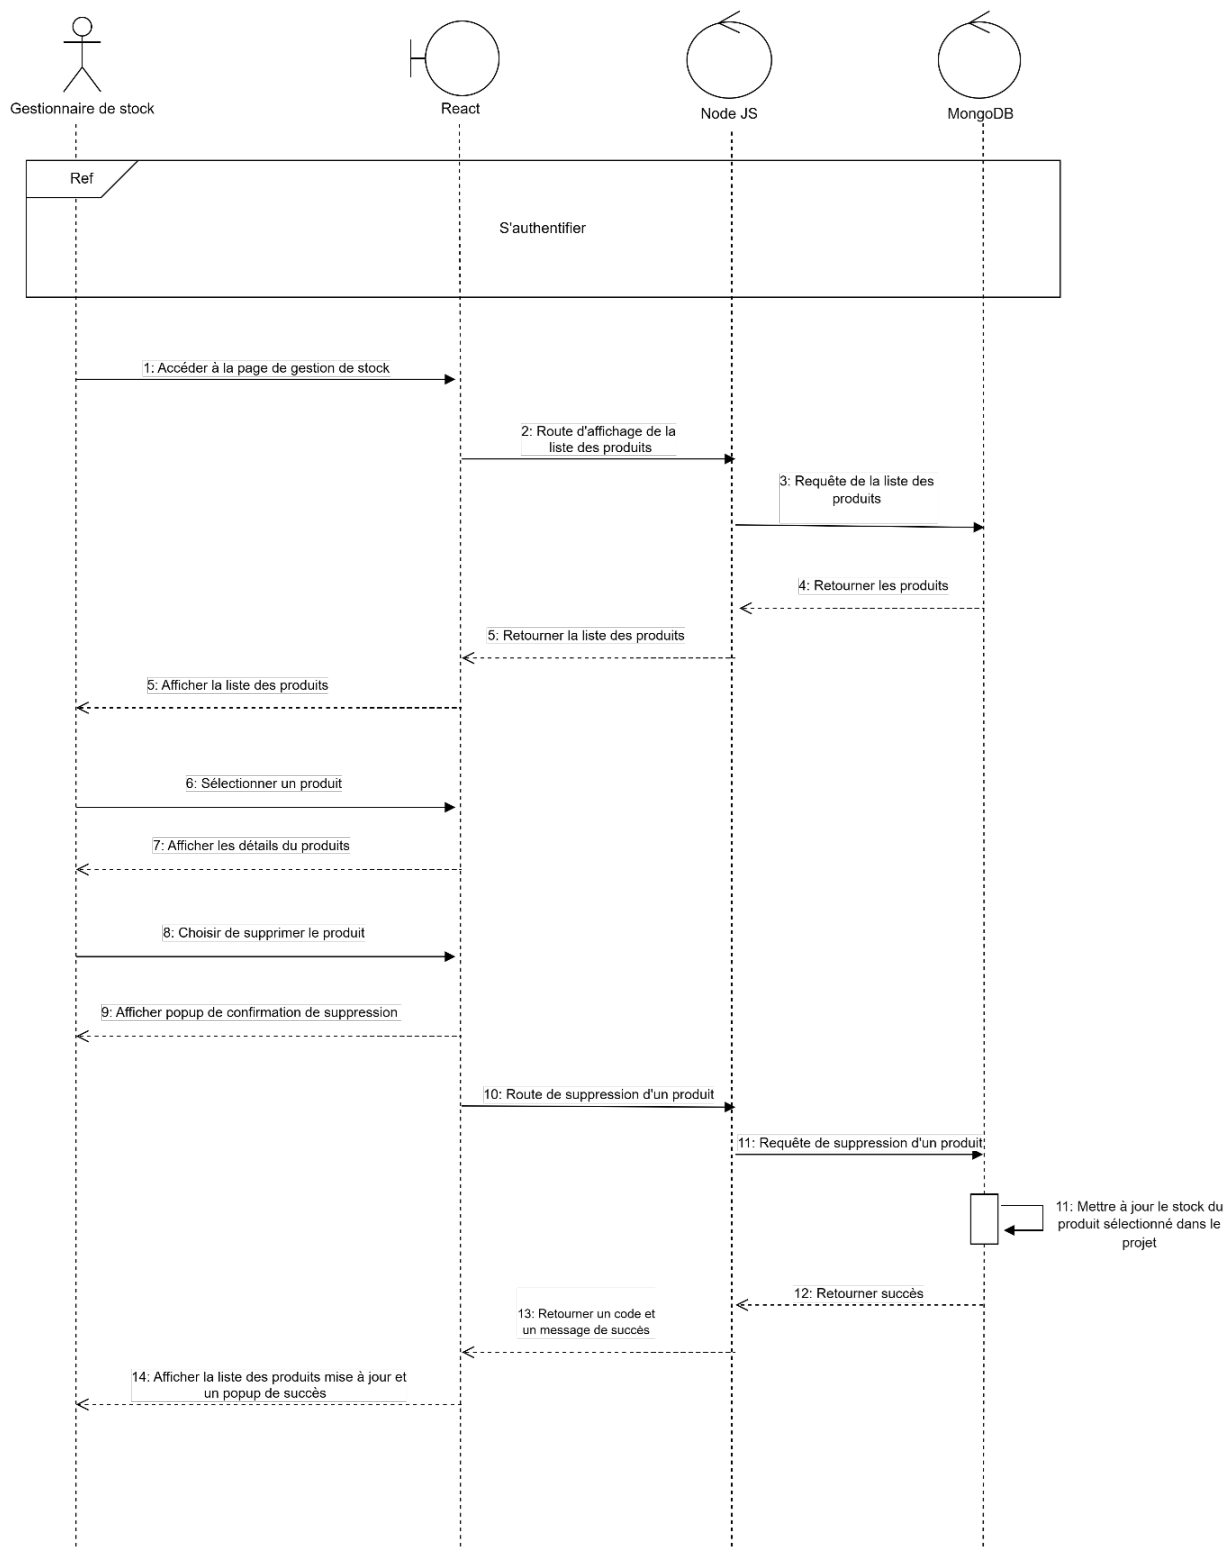 Gestionnaire de stock
React
Node JS
MongoDB
Ref
S'authentifier
1: Accéder à la page de gestion de stock
2: Route d'affichage de la
liste des produits
3: Requête de la liste des
produits
4: Retourner les produits
5: Retourner la liste des produits
5: Afficher la liste des produits
6: Sélectionner un produit
7: Afficher les détails du produits
8: Choisir de supprimer le produit
9: Afficher popup de confirmation de suppression
10: Route de suppression d'un produit
11: Requête de suppression d'un produit
11: Mettre à jour le stock du
produit sélectionné dans le
projet
12: Retourner succès
13: Retourner un code et
un message de succès
14: Afficher la liste des produits mise à jour et
un popup de succès